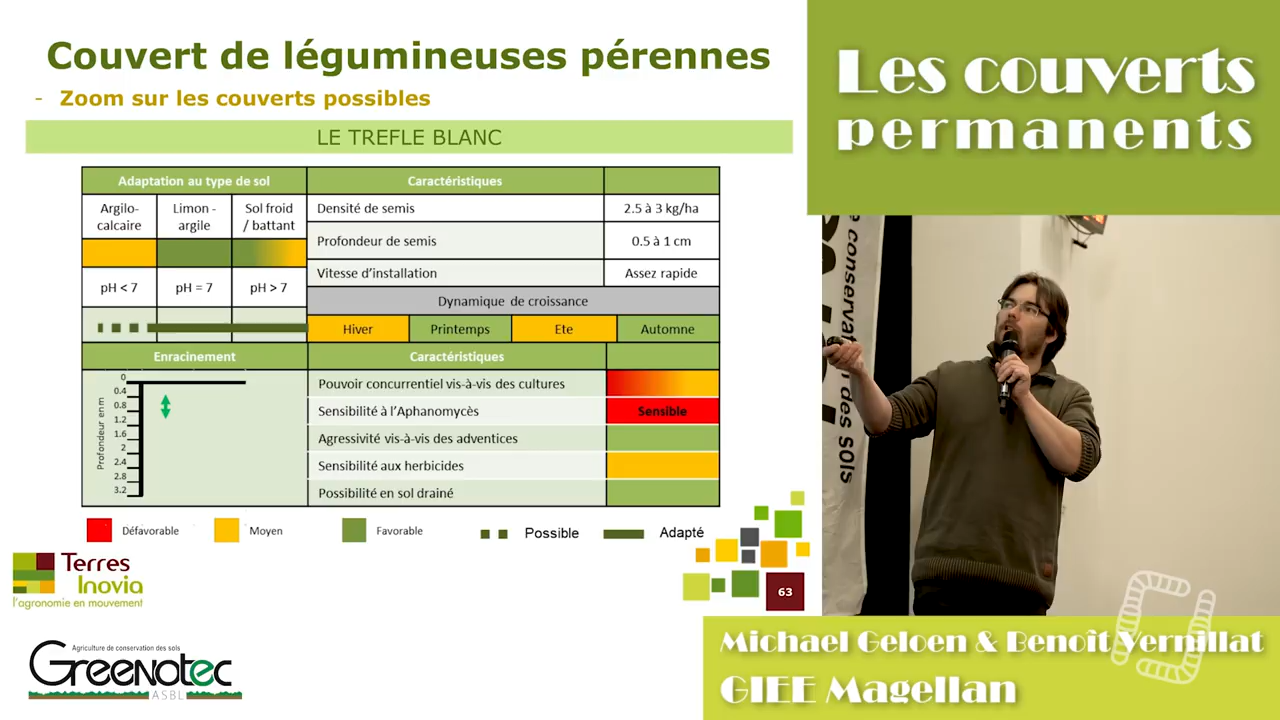 Couvert de légumineuses pérennes
- Zoom sur les couverts possibles
LE TREFLE BLANC
Adaptation au type de sol
Caractéristiques
Argilo-
calcaire
Limon -
argile
Sol froid
/ battant
Densité de semis
2.5 à 3 kg/ha
Profondeur de semis
0.5 à 1 cm
Vitesse d'installation
Assez rapide
pH < 7
pH = 7
pH > 7
Dynamique de croissance
Hiver
Printemps
Ete
Automne
Enracinement
Caractéristiques
Profondeur en m
0
0.4
0.8
1.2
1.6
2
2.4
2.8
3.2
Pouvoir concurrentiel vis-à-vis des cultures
Sensibilité à l'Aphanomycès
Sensible
Agressivité vis-à-vis des adventices
Sensibilité aux herbicides
Possibilité en sol drainé
Défavorable
Moyen
Favorable
Possible
Adapté
Terres
Inovia
l'agronomie en mouvement
63
Agriculture de conservation des sols
Greenotec
ASBL
Les couverts
permanents
des SOls
Michael Geloen & Benoît Vernillat
GIEE Magellan